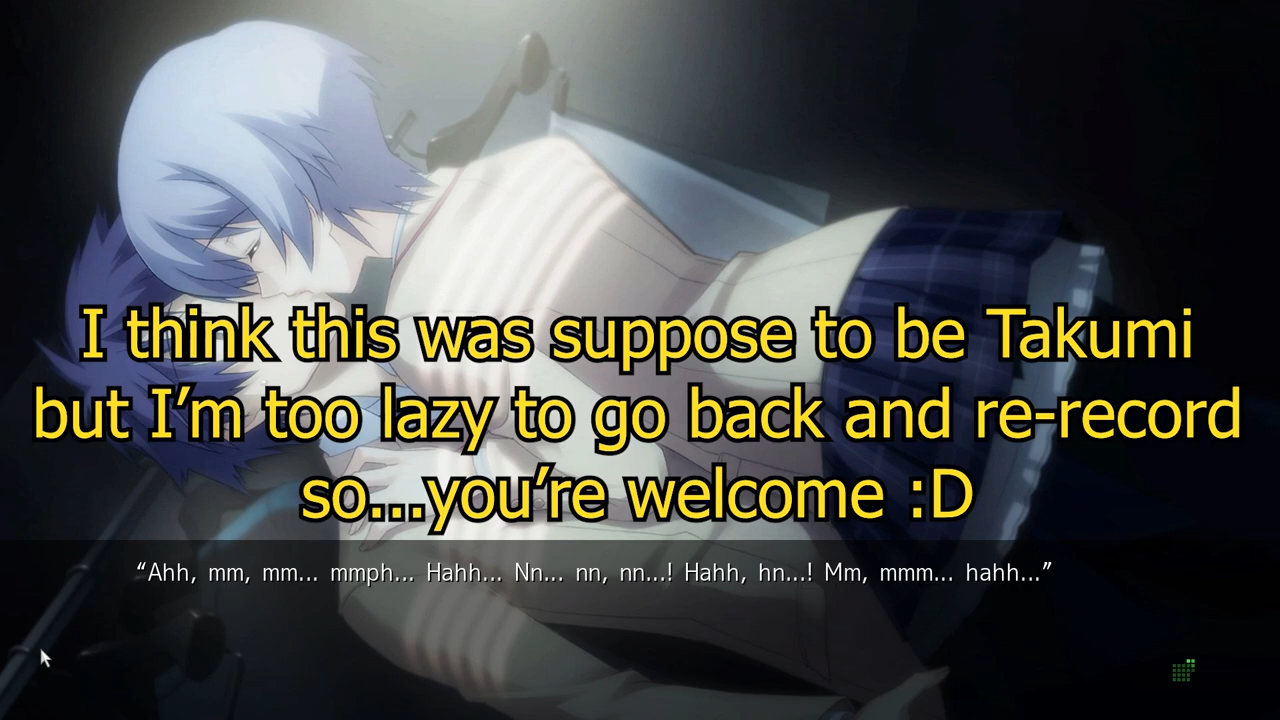 I think this was suppose to be Takumi
but I’m too lazy to go back and re-record
so...you’re welcome :D
“Ahh, mm, mm... mmph... Hahh... Nn... nn, nn...! Hahh, hn...! Mm, mmm... hahh...”